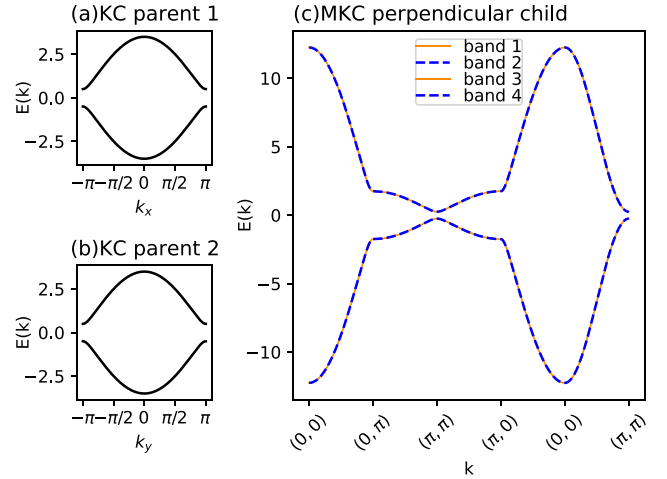 (a)KC parent 1
E(k)
2.5
0.0
−2.5
−π −π/2 0 π/2 π
k_x
(b)KC parent 2
E(k)
2.5
0.0
−2.5
−π −π/2 0 π/2 π
k_y
(c)MKC perpendicular child
band 1
band 2
band 3
band 4
E(k)
10
5
0
−5
−10
(0, 0) (0, π) (π, π) (π, 0) (0, 0) (π, π)
k